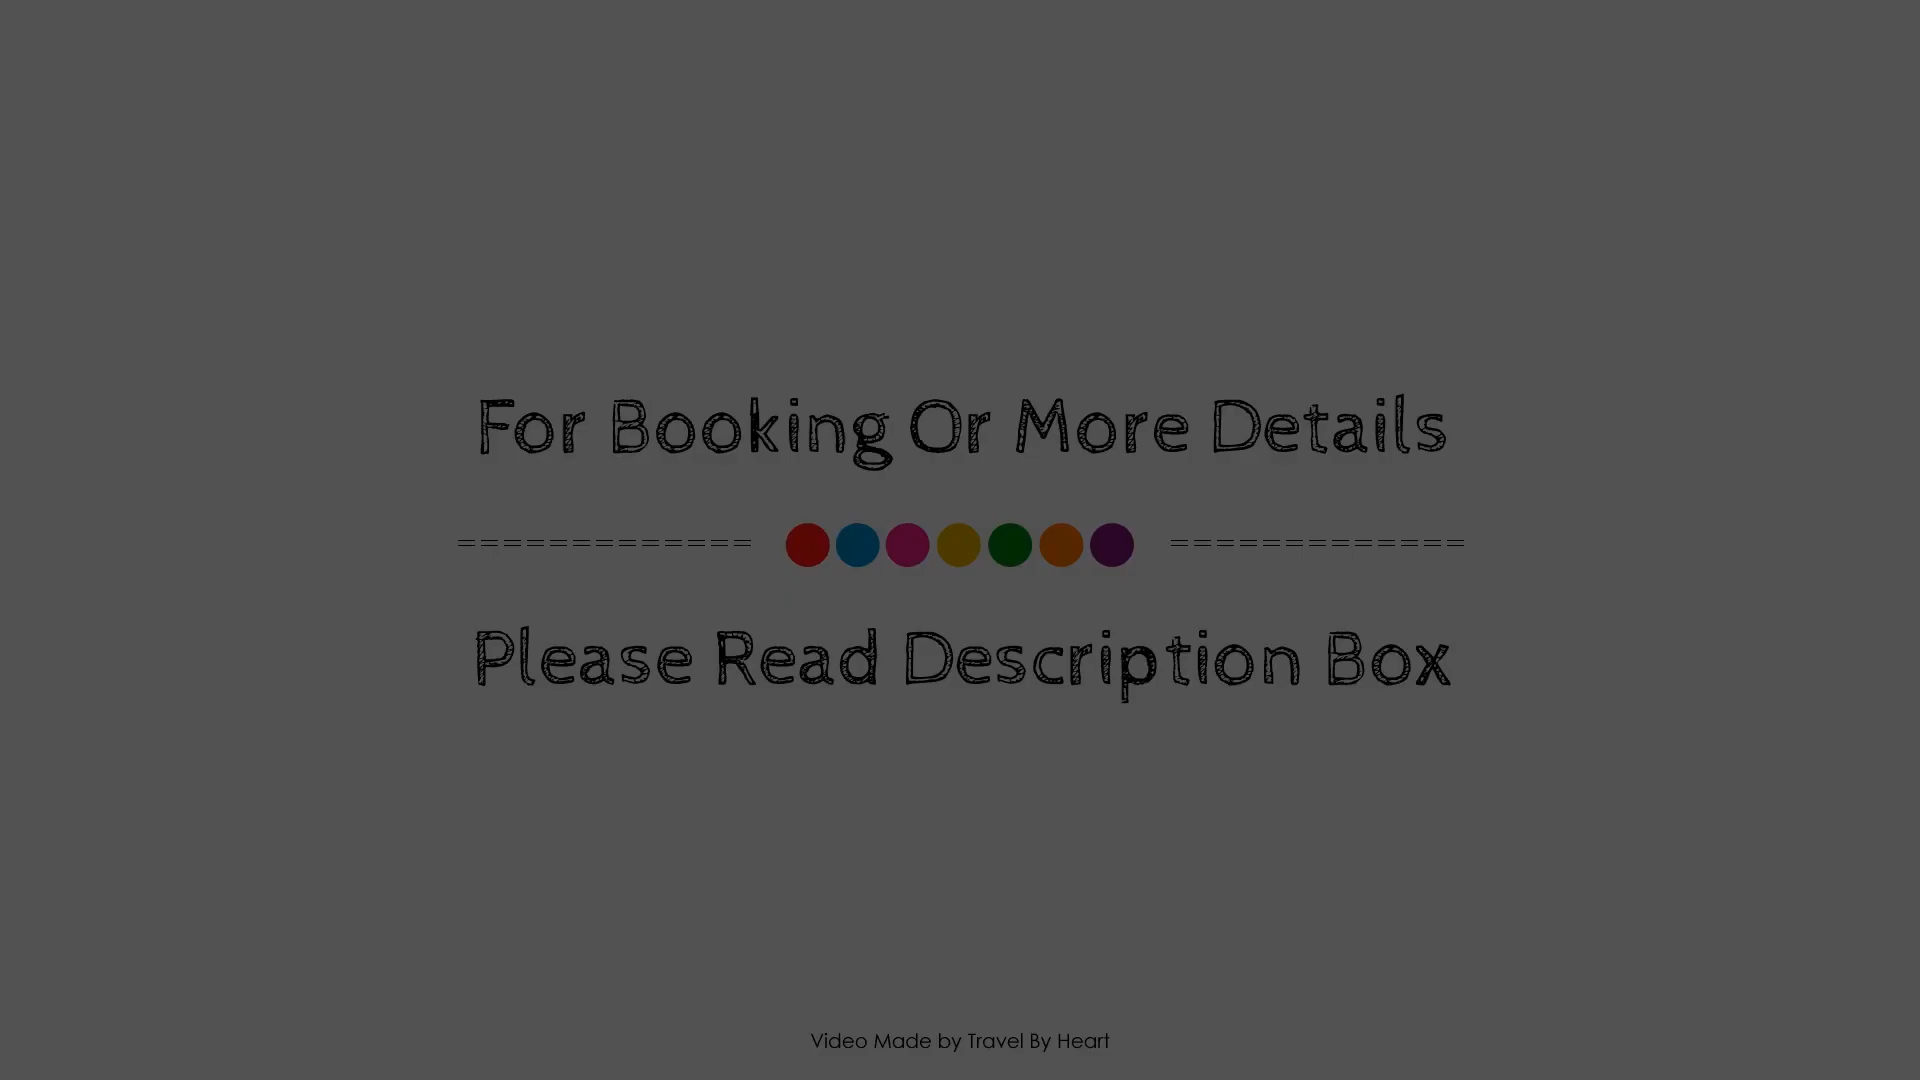 For Booking Or More Details
============= =============
Please Read Description Box
Video Made by Travel By Heart